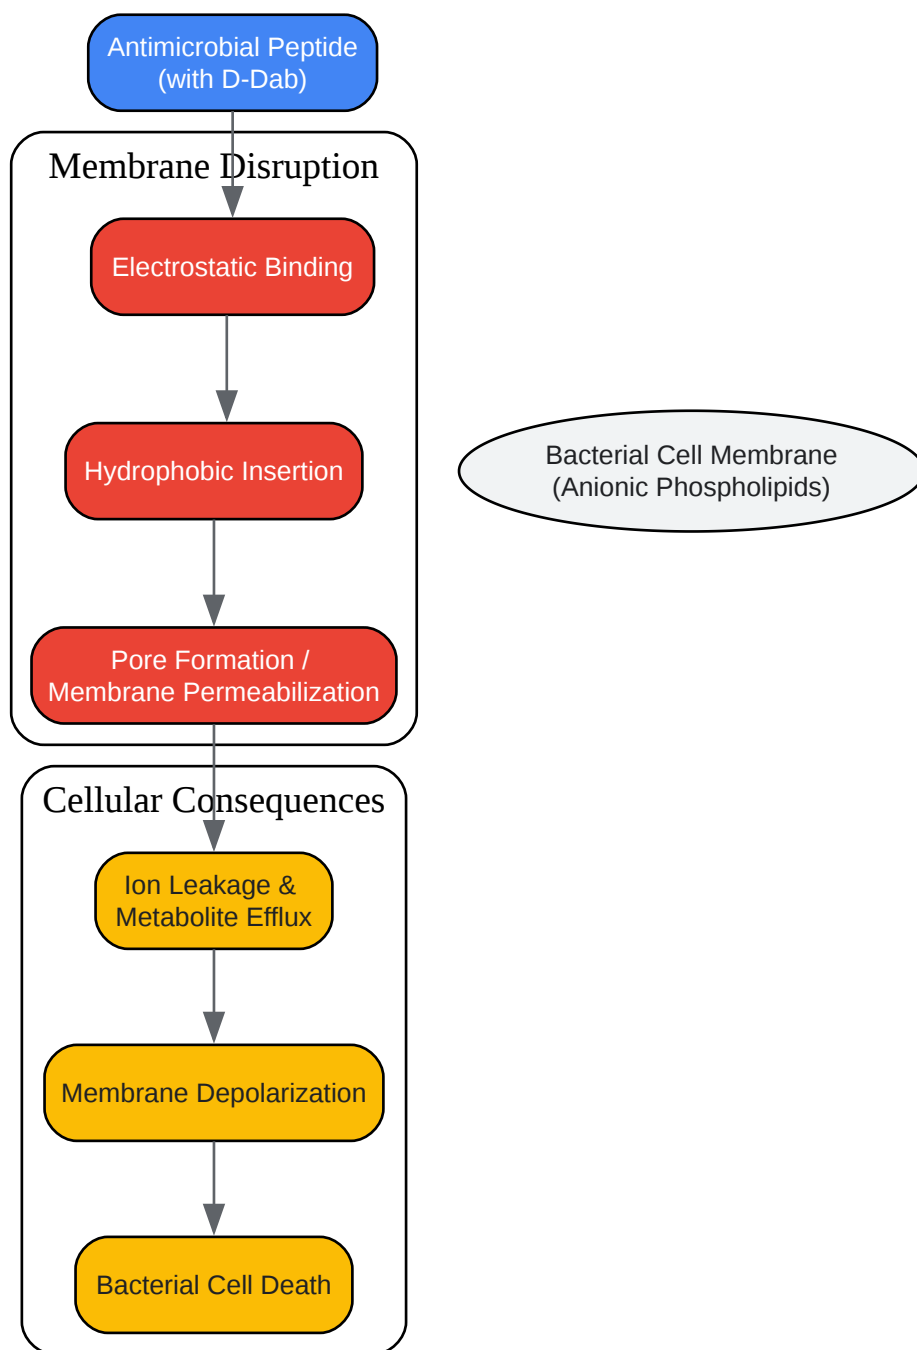 Antimicrobial Peptide
(with D-Dab)
Membrane Disruption
Electrostatic Binding
Hydrophobic Insertion
Bacterial Cell Membrane
(Anionic Phospholipids)
Pore Formation /
Membrane Permeabilization
Cellular Consequences
Ion Leakage &
Metabolite Efflux
Membrane Depolarization
Bacterial Cell Death